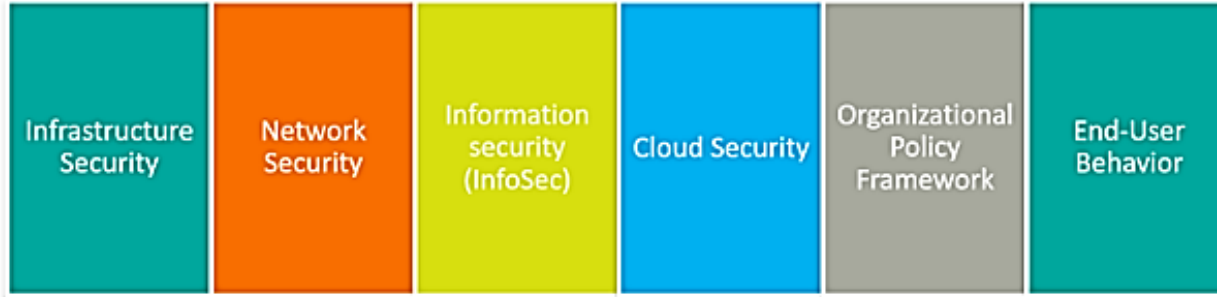 Infrastructure
Security
Network
Security
Information
security
(InfoSec)
Cloud Security
Organizational
Policy
Framework
End-User
Behavior